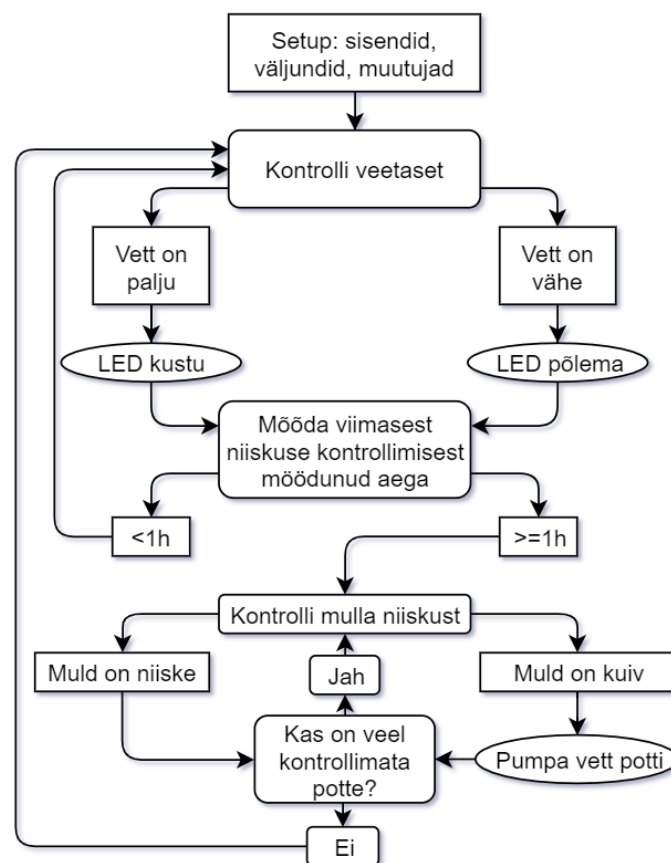 Setup: sisendid,
väljundid, muutujad
Kontrolli veetaset
Vett on
palju
Vett on
vähe
LED kustu
LED põlema
Mõõda viimasest
niiskuse kontrollimisest
möödunud aega
<1h
>=1h
Kontrolli mulla niiskust
Muld on niiske
Jah
Muld on kuiv
Kas on veel
kontrollimata
potte?
Pumpa vett potti
Ei